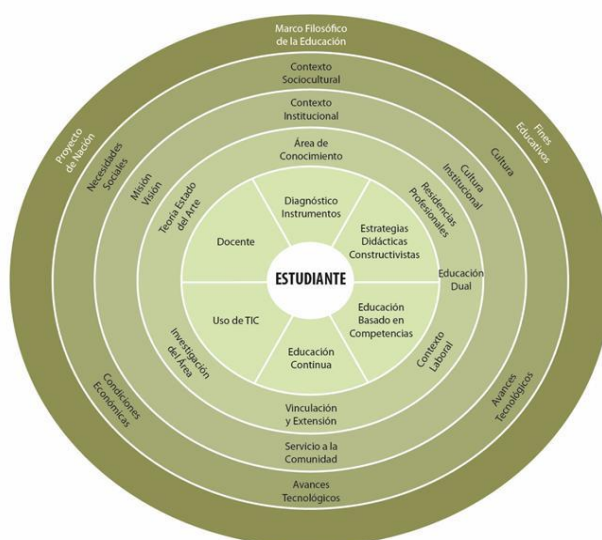 Marco Filosófico
de la Educación
Proyecto
de Nación
Fines
Educativos
Contexto
Sociocultural
Necesidades
Sociales
Cultura
Contexto
Institucional
Misión
Visión
Cultura
Institucional
Área de
Conocimiento
Teoría Estado
del Arte
Residencias
Profesionales
Diagnóstico
Instrumentos
Docente
Estrategias
Didácticas
Constructivistas
ESTUDIANTE
Educación
Dual
Uso de TIC
Educación
Basado en
Competencias
Educación
Continua
Investigación
del Área
Contexto
Laboral
Vinculación
y Extensión
Condiciones
Económicas
Avances
Tecnológicos
Servicio a la
Comunidad
Avances
Tecnológicos